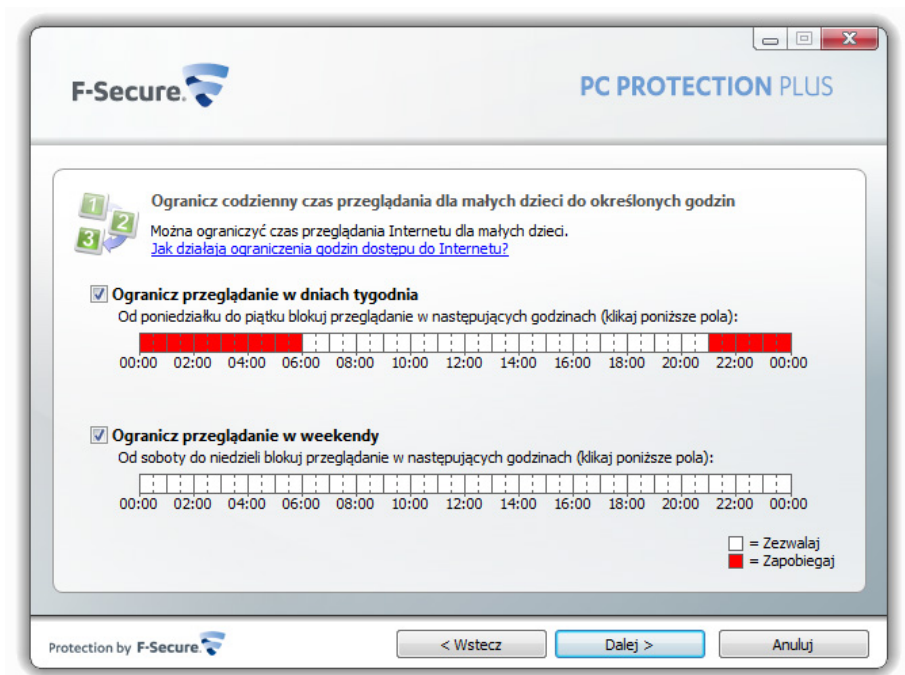 F-Secure.
PC PROTECTION PLUS
1
2
3
Ogranicz codzienny czas przeglądania dla małych dzieci do określonych godzin
Można ograniczyć czas przeglądania Internetu dla małych dzieci.
Jak działają ograniczenia godzin dostępu do Internetu?
Ogranicz przeglądanie w dniach tygodnia
Od poniedziałku do piątku blokuj przeglądanie w następujących godzinach (klikaj poniższe pola):
00:00 02:00 04:00 06:00 08:00 10:00 12:00 14:00 16:00 18:00 20:00 22:00 00:00
Ogranicz przeglądanie w weekendy
Od soboty do niedzieli blokuj przeglądanie w następujących godzinach (klikaj poniższe pola):
00:00 02:00 04:00 06:00 08:00 10:00 12:00 14:00 16:00 18:00 20:00 22:00 00:00
= Zezwalaj
= Zapobiegaj
Protection by F-Secure.
< Wstecz
Dalej >
Anuluj